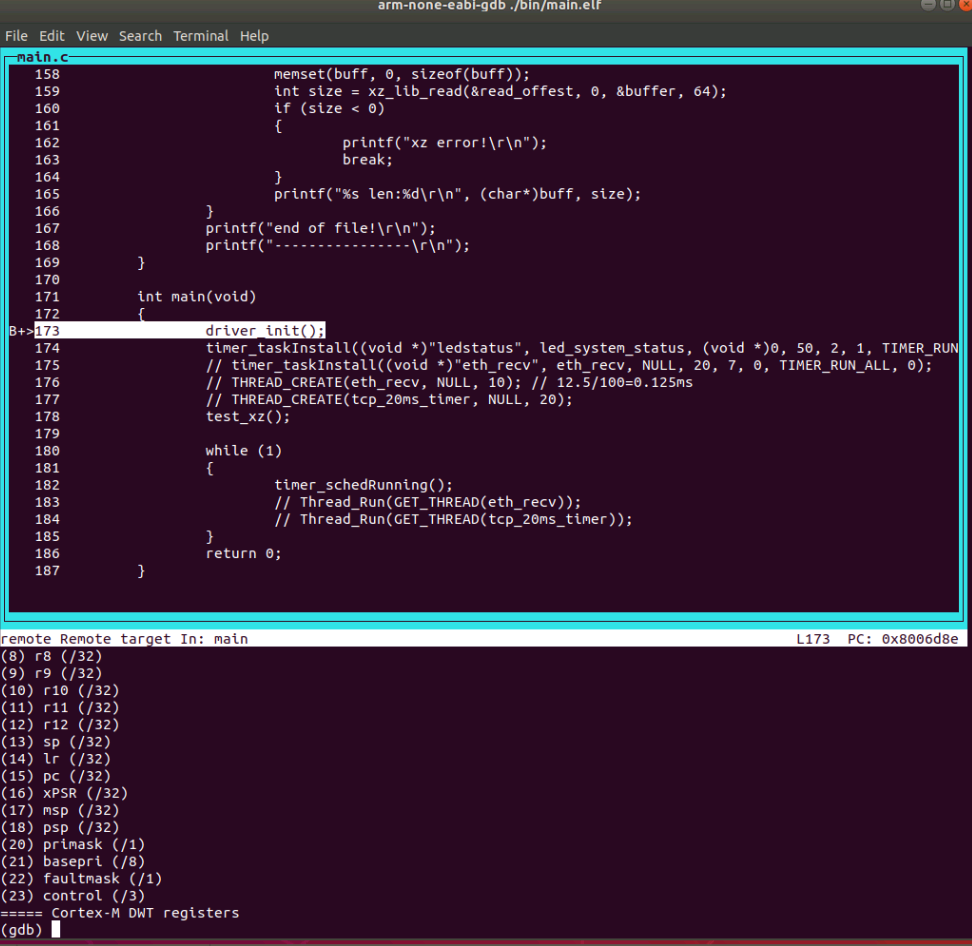 arm-none-eabi-gdb ./bin/main.elf
File Edit View Search Terminal Help
main.c
158 memset(buff, 0, sizeof(buff));
159 int size = xz_lib_read(&read_offest, 0, &buffer, 64);
160 if (size < 0)
161 {
162 printf("xz error!\r\n");
163 break;
164 }
165 printf("%s len:%d\r\n", (char*)buff, size);
166 }
167 printf("end of file!\r\n");
168 printf("----------------\r\n");
169 }
170
171 int main(void)
172 {
B+>173 driver_init();
174 timer_taskInstall((void *)"ledstatus", led_system_status, (void *)0, 50, 2, 1, TIMER_RUN
175 // timer_taskInstall((void *)"eth_recv", eth_recv, NULL, 20, 7, 0, TIMER_RUN_ALL, 0);
176 // THREAD_CREATE(eth_recv, NULL, 10); // 12.5/100=0.125ms
177 // THREAD_CREATE(tcp_20ms_timer, NULL, 20);
178 test_xz();
179
180 while (1)
181 {
182 timer_schedRunning();
183 // Thread_Run(GET_THREAD(eth_recv));
184 // Thread_Run(GET_THREAD(tcp_20ms_timer));
185 }
186 return 0;
187 }
remote Remote target In: main L173 PC: 0x8006d8e
(8) r8 (/32)
(9) r9 (/32)
(10) r10 (/32)
(11) r11 (/32)
(12) r12 (/32)
(13) sp (/32)
(14) lr (/32)
(15) pc (/32)
(16) xPSR (/32)
(17) msp (/32)
(18) psp (/32)
(20) primask (/1)
(21) basepri (/8)
(22) faultmask (/1)
(23) control (/3)
===== Cortex-M DWT registers
(gdb)